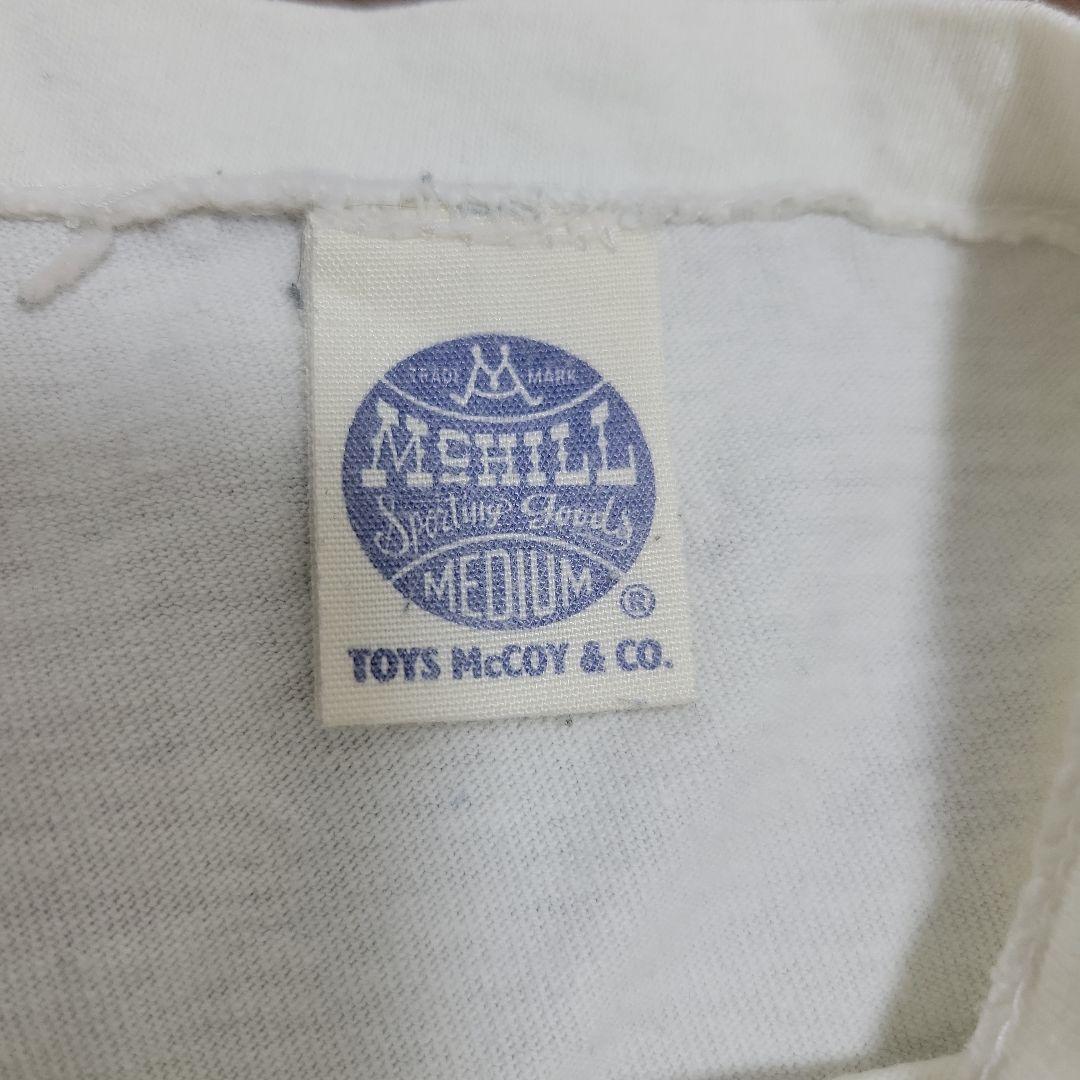 TRADE MARK
McHILL
Sporting Goods
MEDIUM
®
TOYS McCOY & CO.